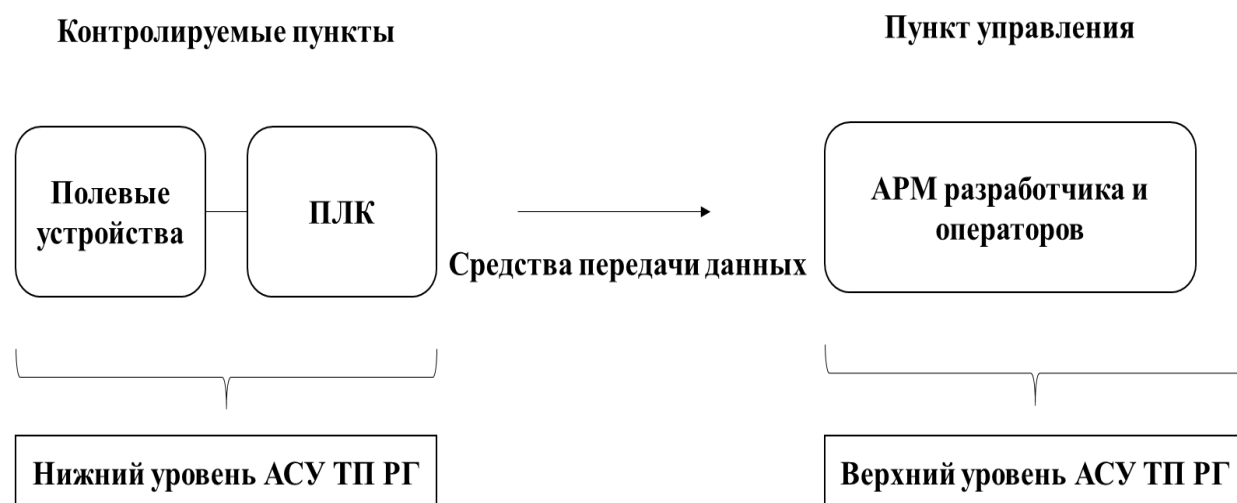 Контролируемые пункты
Пункт управления
Полевые
устройства
ПЛК
Средства передачи данных
АРМ разработчика и
операторов
Нижний уровень АСУ ТП РГ
Верхний уровень АСУ ТП РГ